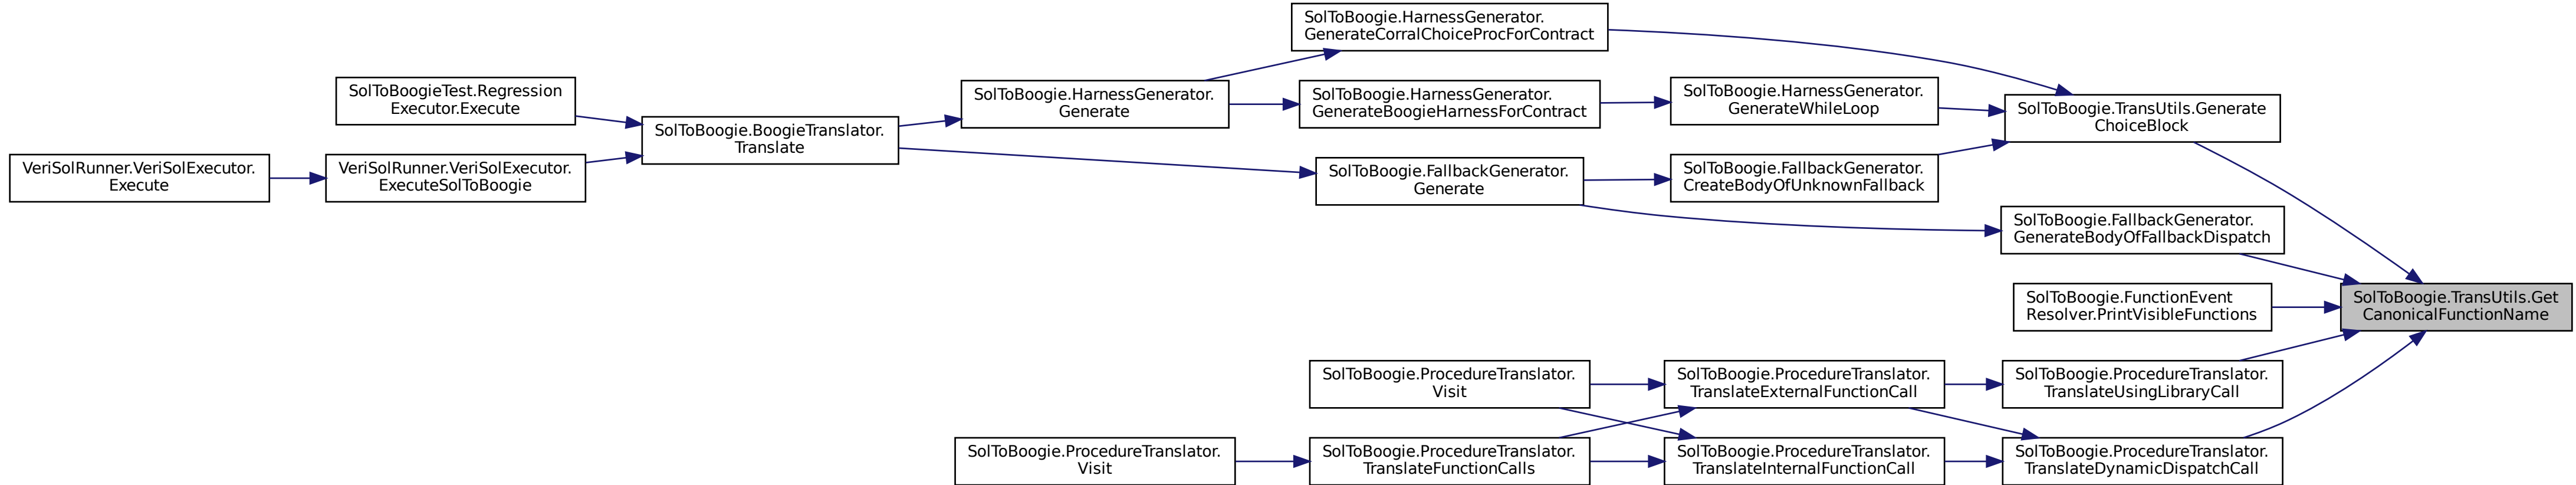 SolToBoogie.HarnessGenerator.
GenerateCorralChoiceProcForContract
SolToBoogieTest.Regression
Executor.Execute
SolToBoogie.HarnessGenerator.
Generate
SolToBoogie.HarnessGenerator.
GenerateBoogieHarnessForContract
SolToBoogie.HarnessGenerator.
GenerateWhileLoop
SolToBoogie.TransUtils.Generate
ChoiceBlock
SolToBoogie.BoogieTranslator.
Translate
VeriSolRunner.VeriSolExecutor.
Execute
VeriSolRunner.VeriSolExecutor.
ExecuteSolToBoogie
SolToBoogie.FallbackGenerator.
Generate
SolToBoogie.FallbackGenerator.
CreateBodyOfUnknownFallback
SolToBoogie.FallbackGenerator.
GenerateBodyOfFallbackDispatch
SolToBoogie.FunctionEvent
Resolver.PrintVisibleFunctions
SolToBoogie.TransUtils.Get
CanonicalFunctionName
SolToBoogie.ProcedureTranslator.
Visit
SolToBoogie.ProcedureTranslator.
TranslateExternalFunctionCall
SolToBoogie.ProcedureTranslator.
TranslateUsingLibraryCall
SolToBoogie.ProcedureTranslator.
Visit
SolToBoogie.ProcedureTranslator.
TranslateFunctionCalls
SolToBoogie.ProcedureTranslator.
TranslateInternalFunctionCall
SolToBoogie.ProcedureTranslator.
TranslateDynamicDispatchCall